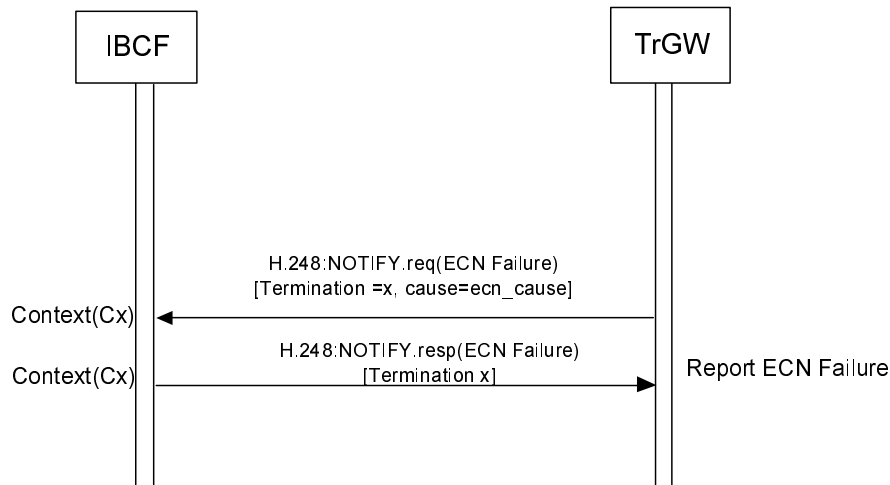 IBCF
TrGW
H.248:NOTIFY.req(ECN Failure)
[Termination =x, cause=ecn_cause]
Context(Cx)
H.248:NOTIFY.resp(ECN Failure)
[Termination x]
Context(Cx)
Report ECN Failure